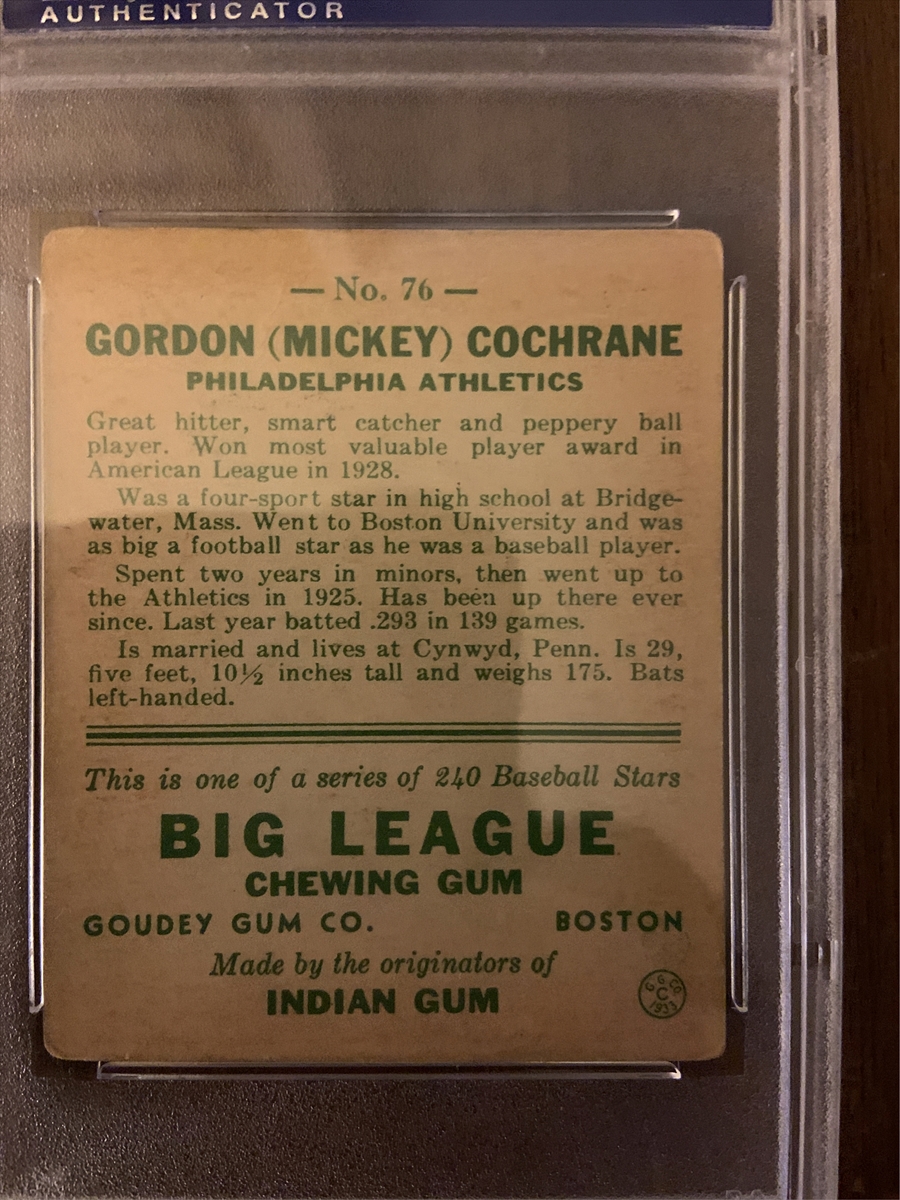 AUTHENTICATOR
— No. 76 —
GORDON (MICKEY) COCHRANE
PHILADELPHIA ATHLETICS
Great hitter, smart catcher and peppery ball
player. Won most valuable player award in
American League in 1928.
Was a four-sport star in high school at Bridge-
water, Mass. Went to Boston University and was
as big a football star as he was a baseball player.
Spent two years in minors, then went up to
the Athletics in 1925. Has been up there ever
since. Last year batted .293 in 139 games.
Is married and lives at Cynwyd, Penn. Is 29,
five feet, 10½ inches tall and weighs 175. Bats
left-handed.
This is one of a series of 240 Baseball Stars
BIG LEAGUE
CHEWING GUM
GOUDEY GUM CO. BOSTON
Made by the originators of
INDIAN GUM
G. G. CO.
C
1933